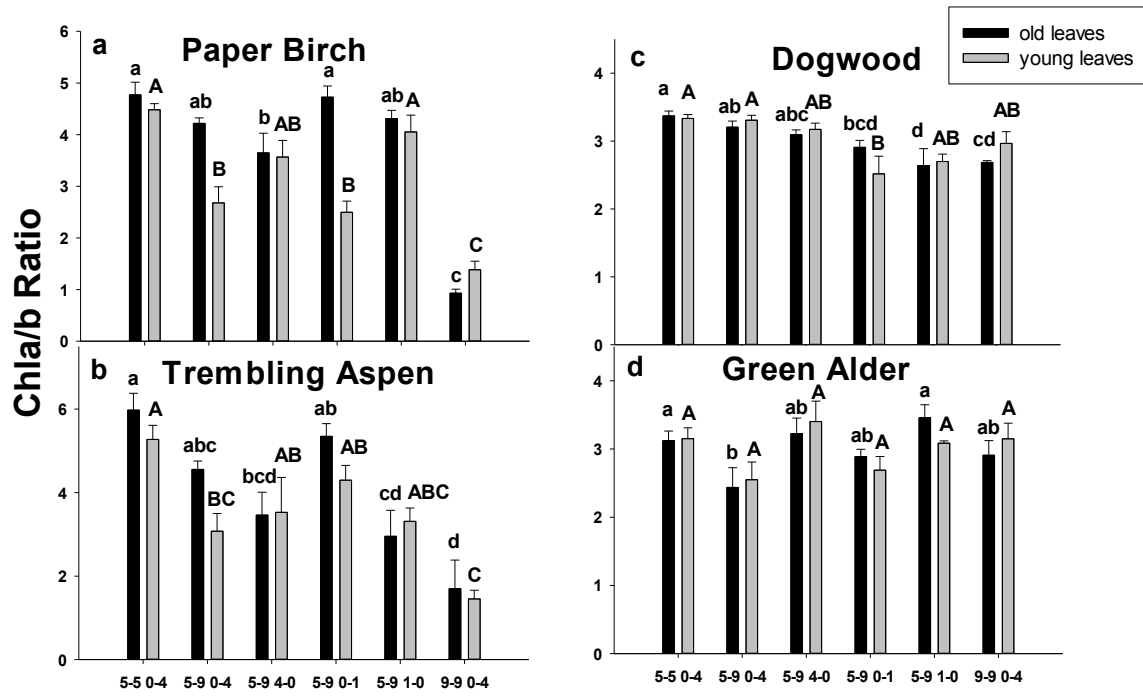 old leaves
young leaves
Chla/b Ratio
a
Paper Birch
6
5
4
3
2
1
0
a A
ab B
b AB
a B
ab A
c C
b
Trembling Aspen
6
4
2
0
a A
abc BC
bcd AB
ab AB
cd ABC
d C
5-5 0-4 5-9 0-4 5-9 4-0 5-9 0-1 5-9 1-0 9-9 0-4
c
Dogwood
4
3
2
1
0
a A
ab A
abc AB
bcd B
d AB
cd AB
d
Green Alder
4
3
2
1
0
a A
b A
ab A
ab A
a A
ab A
5-5 0-4 5-9 0-4 5-9 4-0 5-9 0-1 5-9 1-0 9-9 0-4